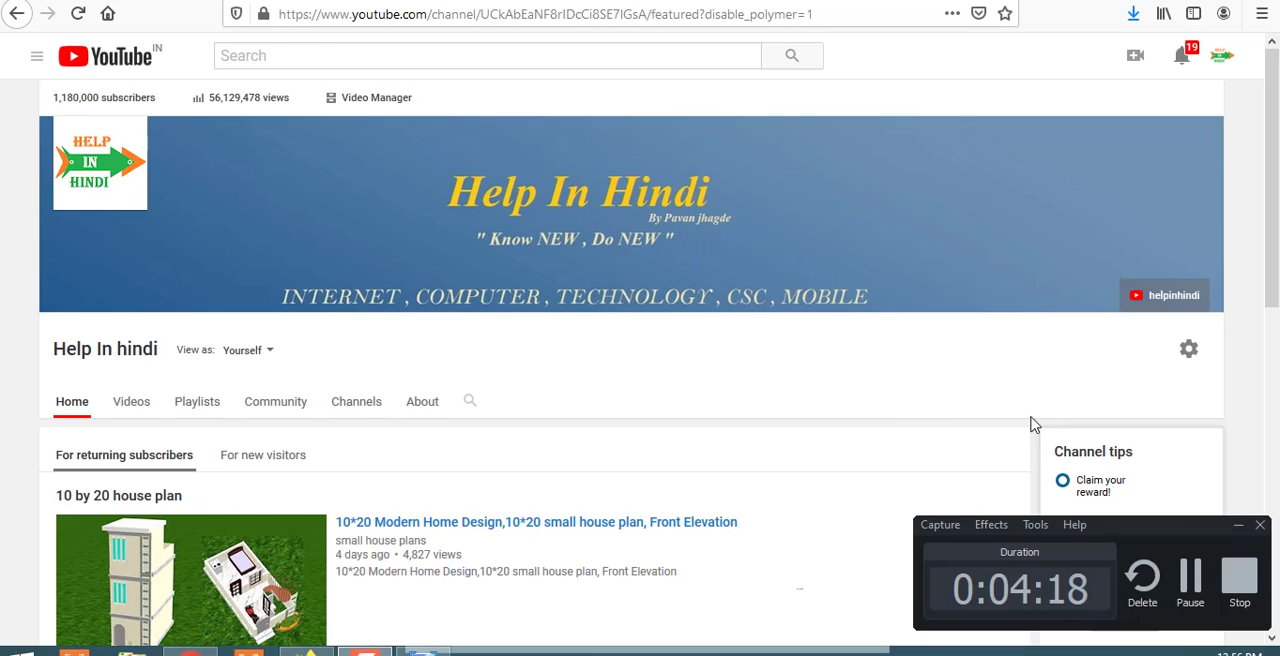 https://www.youtube.com/channel/UCkAbEaNF8rIDcCi8SE7IGsA/featured?disable_polymer=1
YouTube IN
Search
19
1,180,000 subscribers
56,129,478 views
Video Manager
HELP
IN
HINDI
Help In Hindi
By Pavan jhagde
" Know NEW , Do NEW "
INTERNET , COMPUTER , TECHNOLOGY , CSC , MOBILE
helpinhindi
Help In hindi
View as: Yourself
Home Videos Playlists Community Channels About
For returning subscribers For new visitors
Channel tips
Claim your
reward!
10 by 20 house plan
10*20 Modern Home Design,10*20 small house plan, Front Elevation
small house plans
4 days ago • 4,827 views
10*20 Modern Home Design,10*20 small house plan, Front Elevation
Capture Effects Tools Help
Duration
0:04:18
Delete Pause Stop